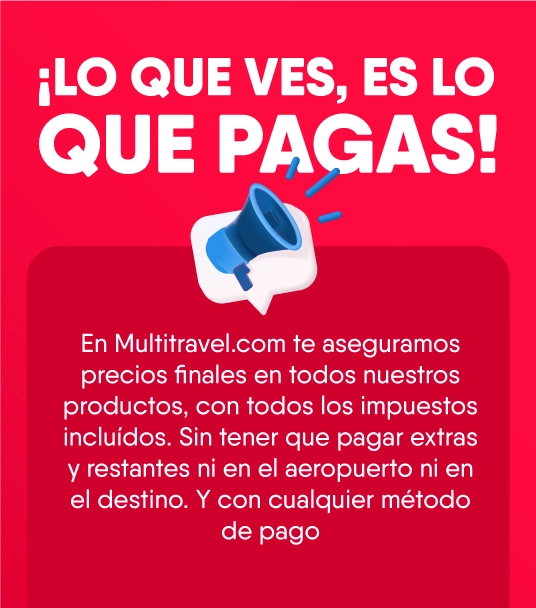 ¡LO QUE VES, ES LO
QUE PAGAS!
En Multitravel.com te aseguramos
precios finales en todos nuestros
productos, con todos los impuestos
incluídos. Sin tener que pagar extras
y restantes ni en el aeropuerto ni en
el destino. Y con cualquier método
de pago